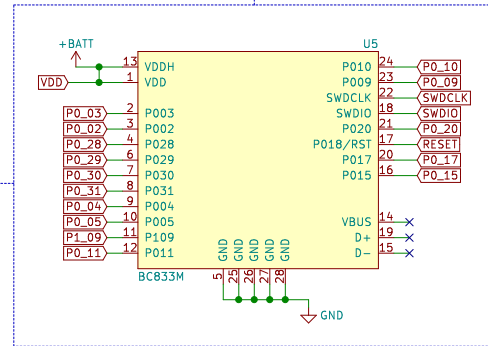 +BATT U5
13 VDDH P010 24 P0_10
VDD 1 VDD P009 23 P0_09
SWDCLK 22 SWDCLK
P0_03 2 P003 SWDIO 18 SWDIO
P0_02 3 P002 P020 21 P0_20
P0_28 4 P028 P018/RST 17 RESET
P0_29 6 P029 P017 20 P0_17
P0_30 7 P030 P015 16 P0_15
P0_31 8 P031
P0_04 9 P004
P0_05 10 P005 VBUS 14
P1_09 11 P109 D+ 19
P0_11 12 P011 D- 15
GND GND GND GND GND
BC833M 5 25 26 27 28
GND